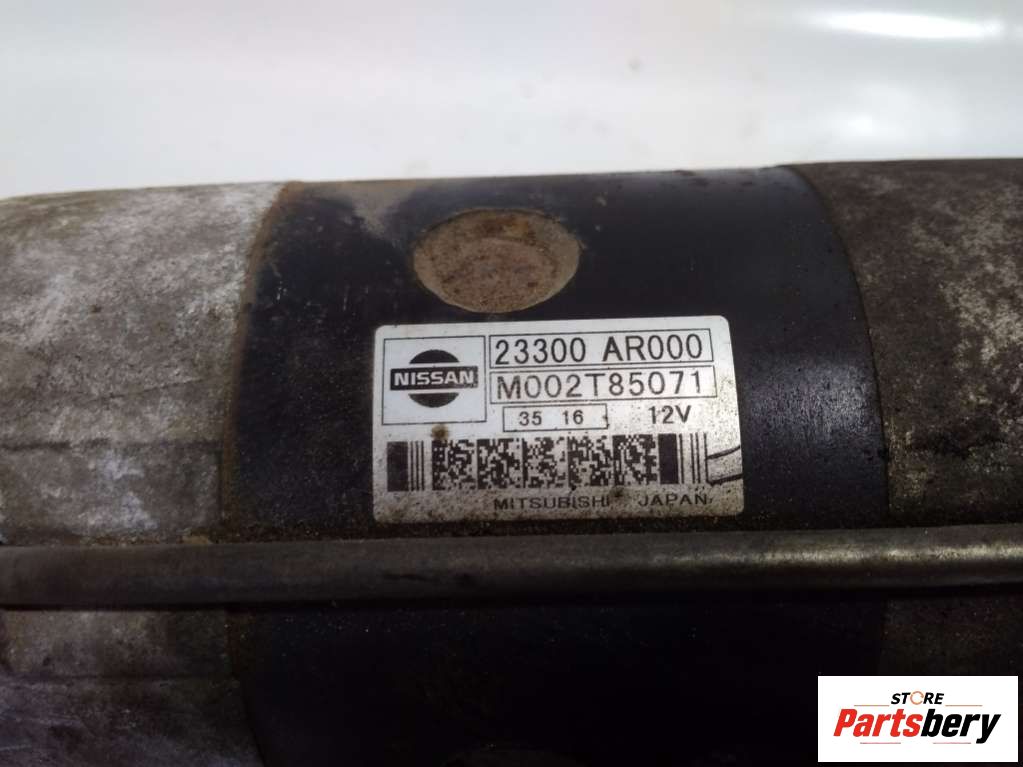 NISSAN
23300 AR000
M002T85071
35 16 12V
MITSUBISHI JAPAN
STORE
Partsbery